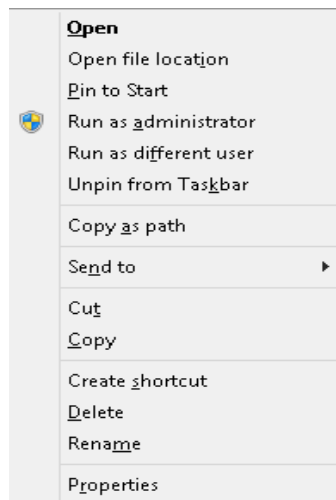 Open
Open file location
Pin to Start
Run as administrator
Run as different user
Unpin from Taskbar
Copy as path
Send to
Cut
Copy
Create shortcut
Delete
Rename
Properties